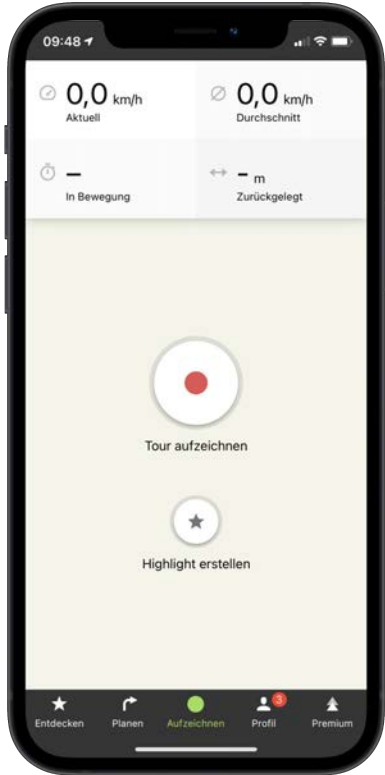 09:48
0,0 km/h
Aktuell
0,0 km/h
Durchschnitt
– 
In Bewegung
– m
Zurückgelegt
Tour aufzeichnen
Highlight erstellen
3
Entdecken
Planen
Aufzeichnen
Profil
Premium